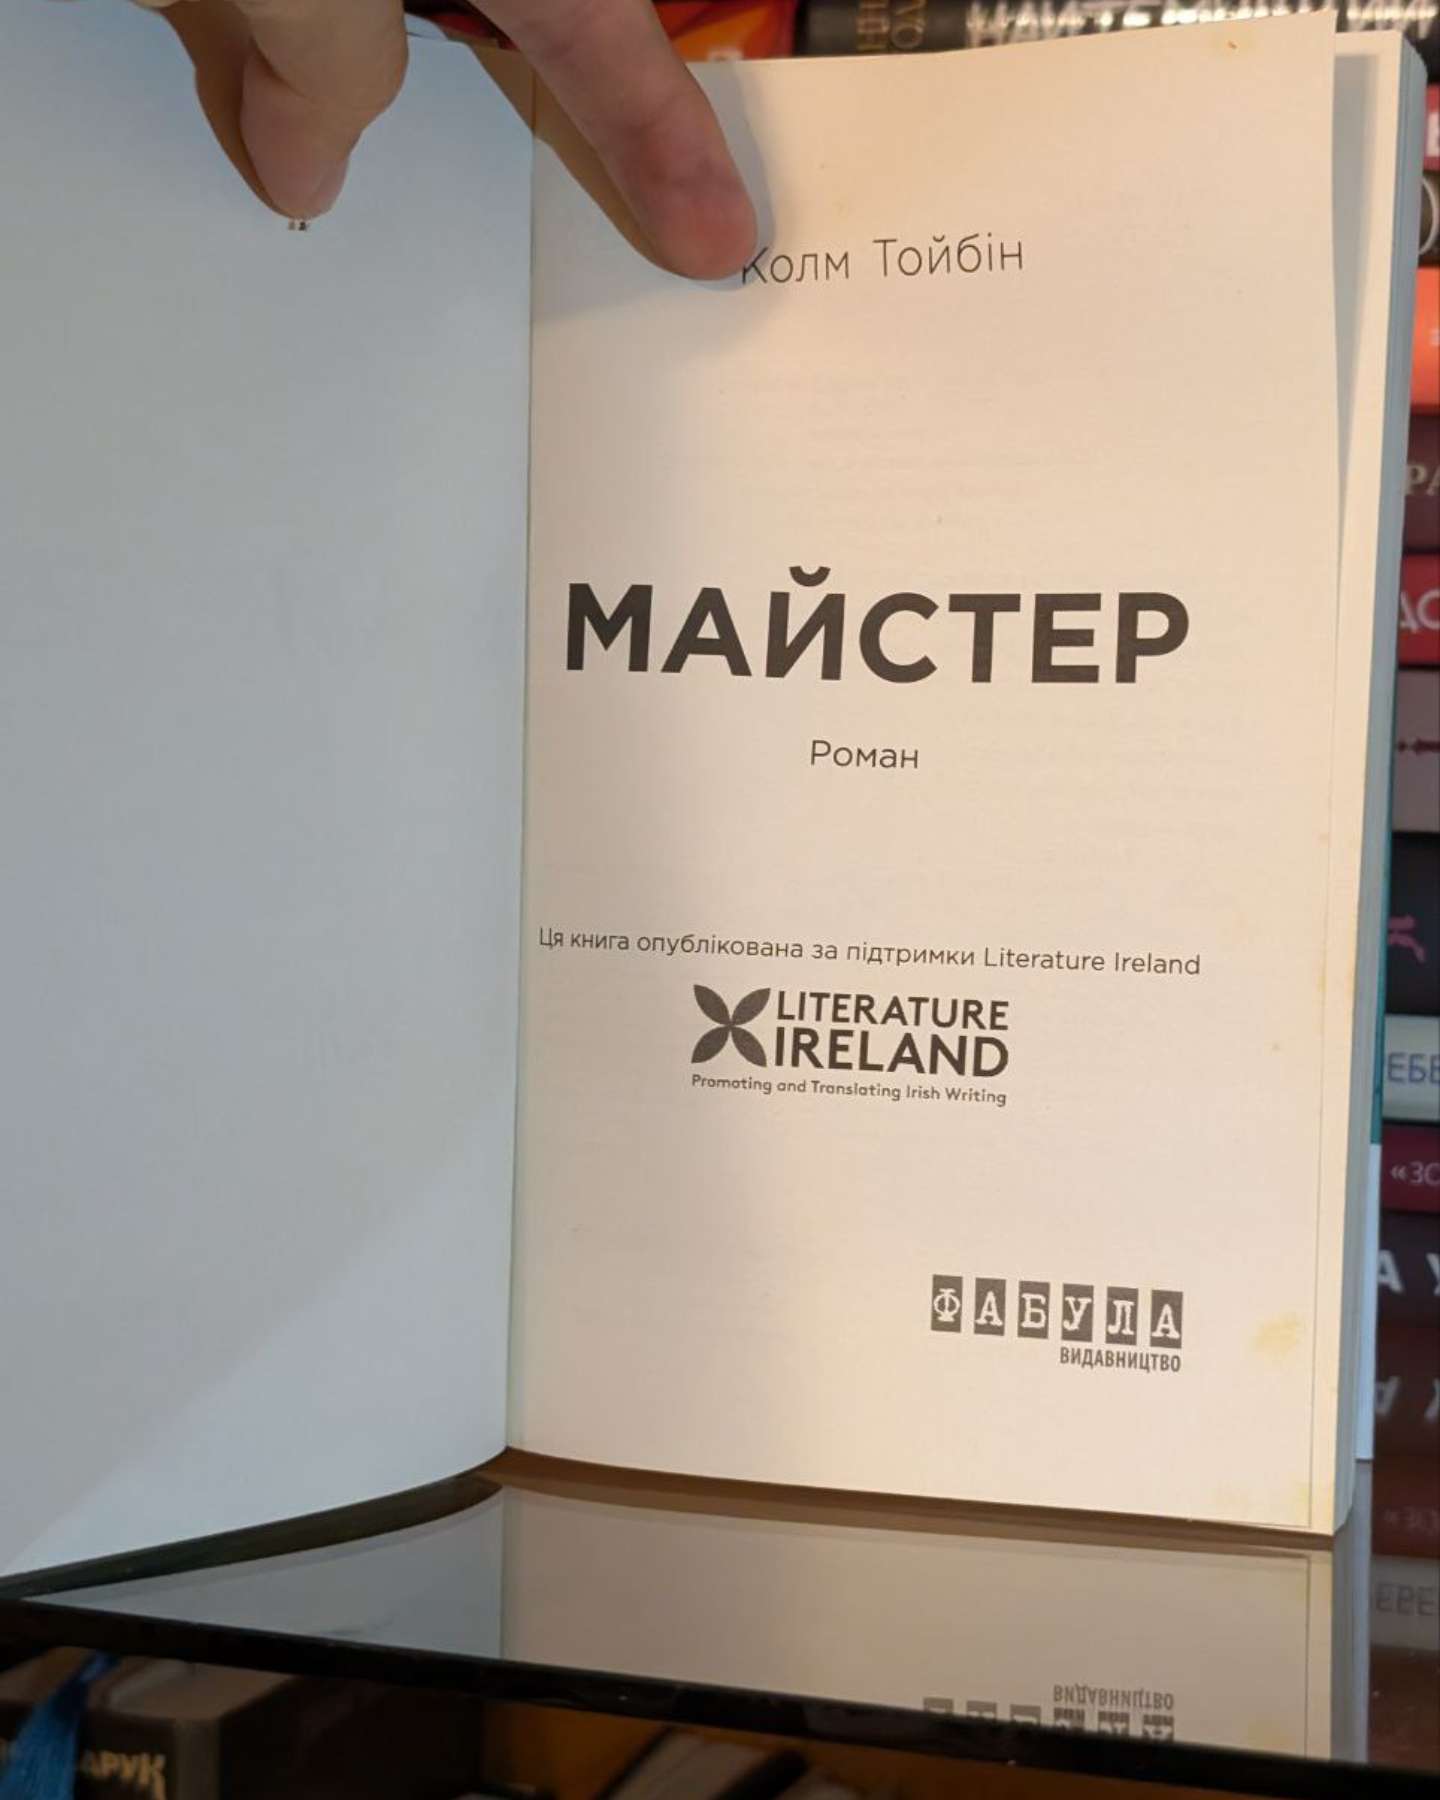 Колм Тойбін
МАЙСТЕР
Роман
Ця книга опублікована за підтримки Literature Ireland
LITERATURE
IRELAND
Promoting and Translating Irish Writing
ФАБУЛА
ВИДАВНИЦТВО